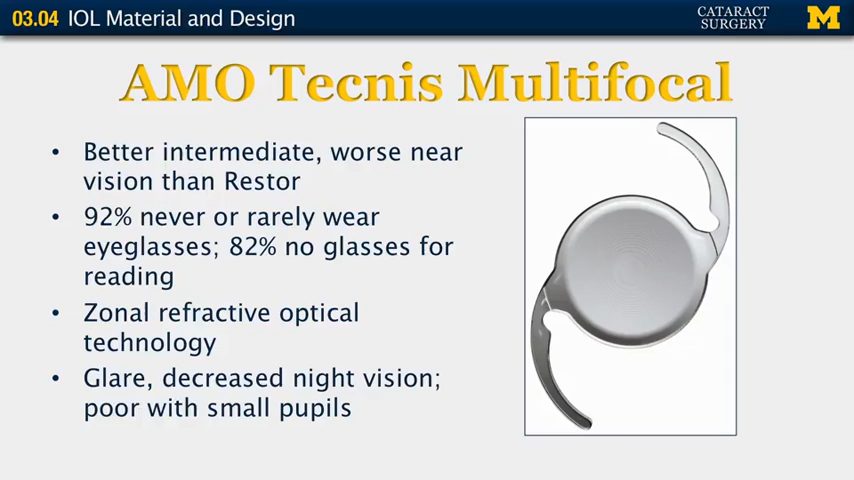 03.04 IOL Material and Design
CATARACT
SURGERY
M
AMO Tecnis Multifocal
• Better intermediate, worse near
vision than Restor
• 92% never or rarely wear
eyeglasses; 82% no glasses for
reading
• Zonal refractive optical
technology
• Glare, decreased night vision;
poor with small pupils